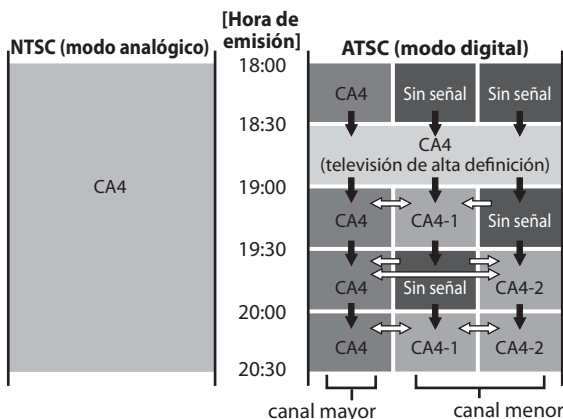 [Hora de
emisión]
NTSC (modo analógico)
ATSC (modo digital)
18:00
CA4 Sin señal Sin señal
18:30
CA4
(televisión de alta definición)
CA4
19:00
CA4 CA4-1 Sin señal
19:30
CA4 Sin señal CA4-2
20:00
CA4 CA4-1 CA4-2
20:30
canal mayor canal menor